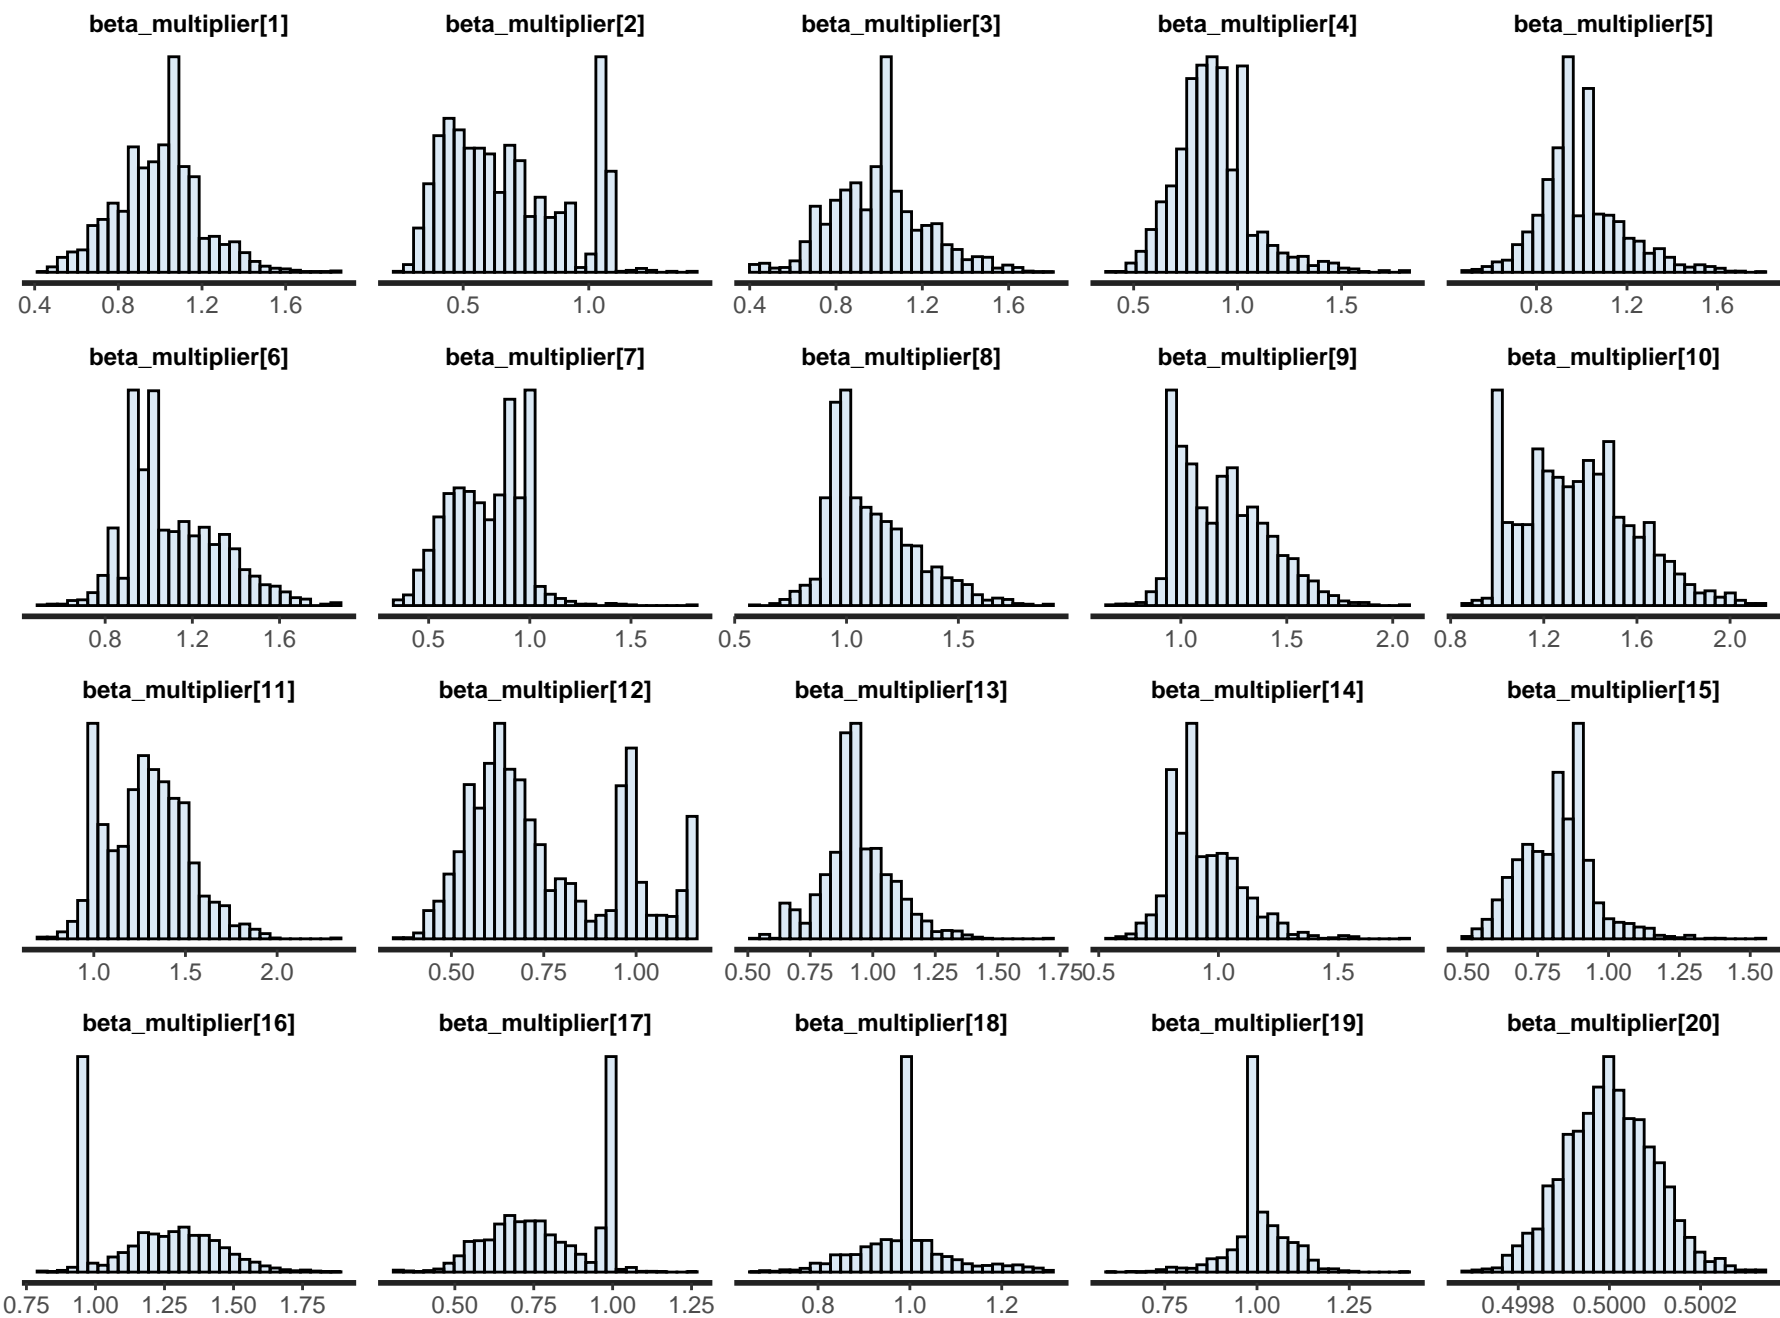 beta_multiplier[1] beta_multiplier[2] beta_multiplier[3] beta_multiplier[4] beta_multiplier[5]
0.4 0.8 1.2 1.6 0.5 1.0 0.4 0.8 1.2 1.6 0.5 1.0 1.5 0.8 1.2 1.6
beta_multiplier[6] beta_multiplier[7] beta_multiplier[8] beta_multiplier[9] beta_multiplier[10]
0.8 1.2 1.6 0.5 1.0 1.5 0.5 1.0 1.5 1.0 1.5 2.0 0.8 1.2 1.6 2.0
beta_multiplier[11] beta_multiplier[12] beta_multiplier[13] beta_multiplier[14] beta_multiplier[15]
1.0 1.5 2.0 0.50 0.75 1.00 0.50 0.75 1.00 1.25 1.50 1.75 0.5 1.0 1.5 0.50 0.75 1.00 1.25 1.50
beta_multiplier[16] beta_multiplier[17] beta_multiplier[18] beta_multiplier[19] beta_multiplier[20]
0.75 1.00 1.25 1.50 1.75 0.50 0.75 1.00 1.25 0.8 1.0 1.2 0.75 1.00 1.25 0.4998 0.5000 0.5002